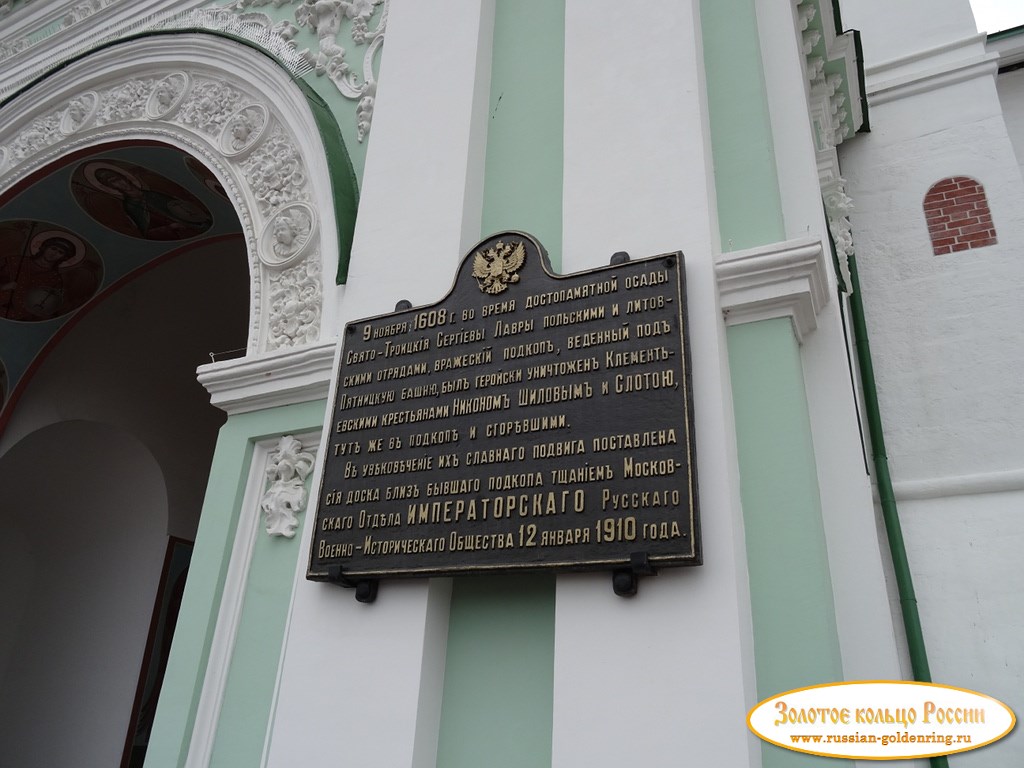 9 ноября 1608 г. во время достопамятной осады
Свято-Троицкія Сергіевы Лавры польскими и литов-
скими отрядами, вражескій подкопъ, веденный подъ
Пятницкую башню, былъ геройски уничтоженъ Клементь-
евскими крестьянами Никономъ Шиловымъ и Слотою,
тутъ же въ подкопѣ и сгорѣвшими.
Въ увѣковѣченіе ихъ славнаго подвига поставлена
сія доска близъ бывшаго подкопа тщаніемъ Москов-
скаго Отдѣла ИМПЕРАТОРСКАГО Русскаго
Военно-Историческаго Общества 12 января 1910 года.
Золотое кольцо России
www.russian-goldenring.ru